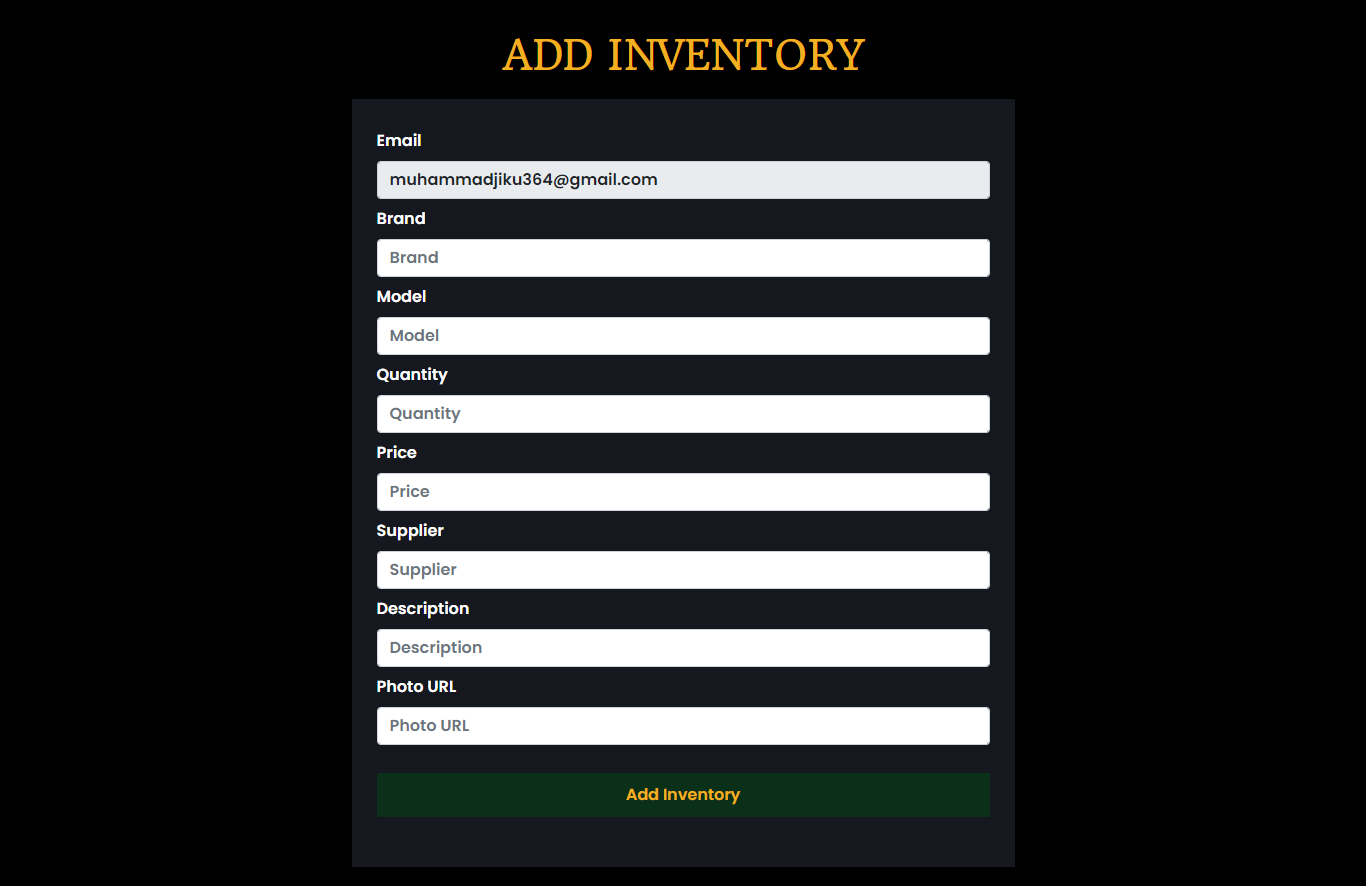 ADD INVENTORY
Email
muhammadjiku364@gmail.com
Brand
Brand
Model
Model
Quantity
Quantity
Price
Price
Supplier
Supplier
Description
Description
Photo URL
Photo URL
Add Inventory